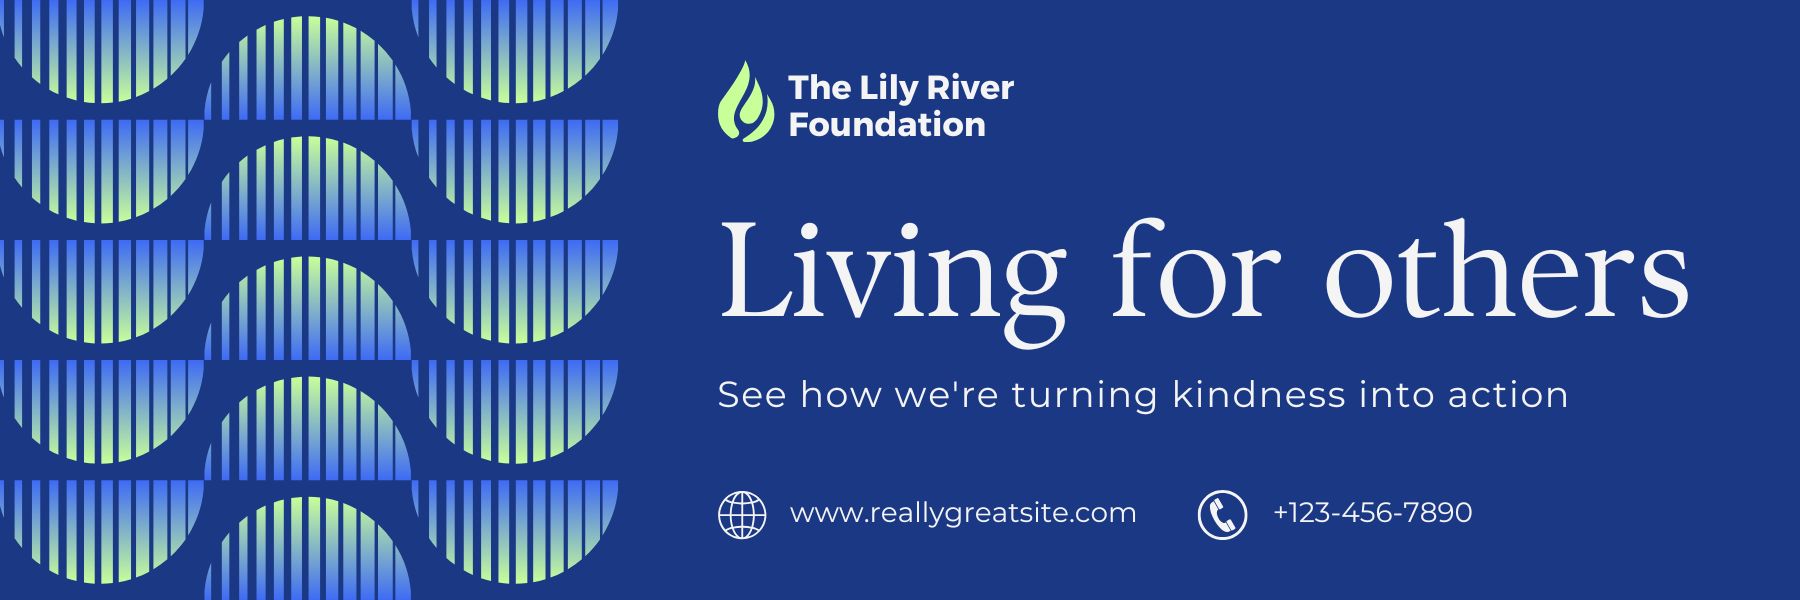 The Lily River
Foundation
Living for others
See how we're turning kindness into action
www.reallygreatsite.com
+123-456-7890